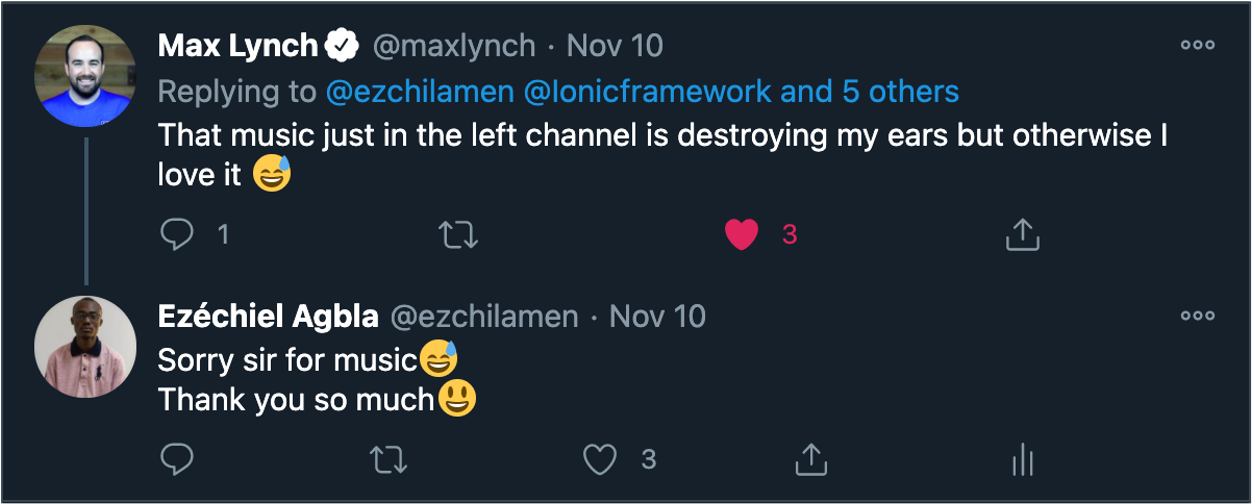 Max Lynch @maxlynch · Nov 10
Replying to @ezchilamen @Ionicframework and 5 others
That music just in the left channel is destroying my ears but otherwise I
love it 😅
1 3
Ezéchiel Agbla @ezchilamen · Nov 10
Sorry sir for music😅
Thank you so much😃
3